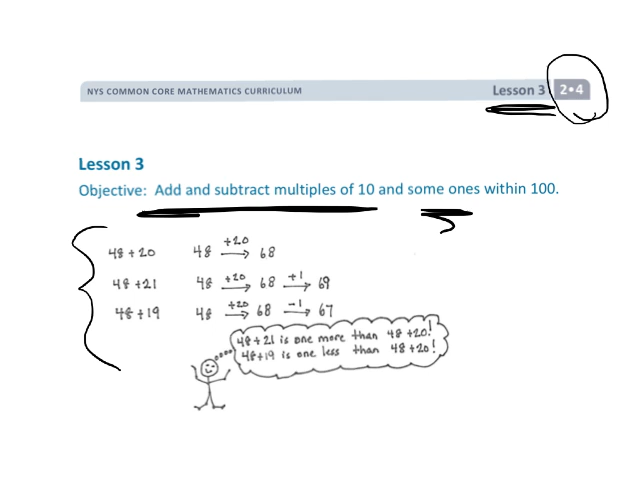 NYS COMMON CORE MATHEMATICS CURRICULUM Lesson 3 2•4
Lesson 3
Objective: Add and subtract multiples of 10 and some ones within 100.
48 + 20 48 +20 → 68
48 + 21 48 +20 → 68 +1 → 69
48 + 19 48 +20 → 68 -1 → 67
48 + 21 is one more than 48 + 20!
48 + 19 is one less than 48 + 20!